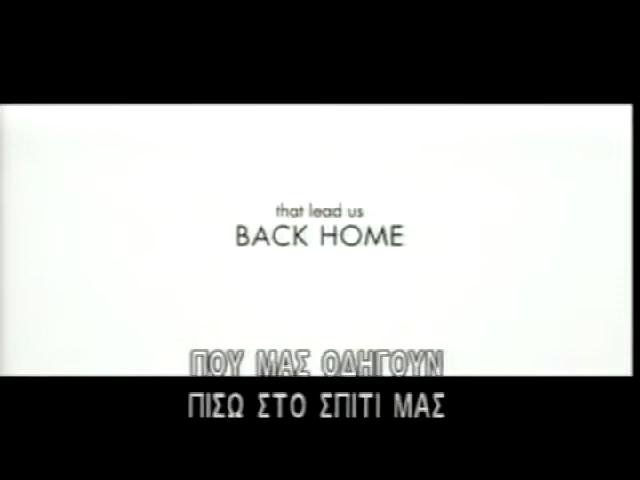 that lead us
BACK HOME
ΠΟΥ ΜΑΣ ΟΔΗΓΟΥΝ
ΠΙΣΩ ΣΤΟ ΣΠΙΤΙ ΜΑΣ